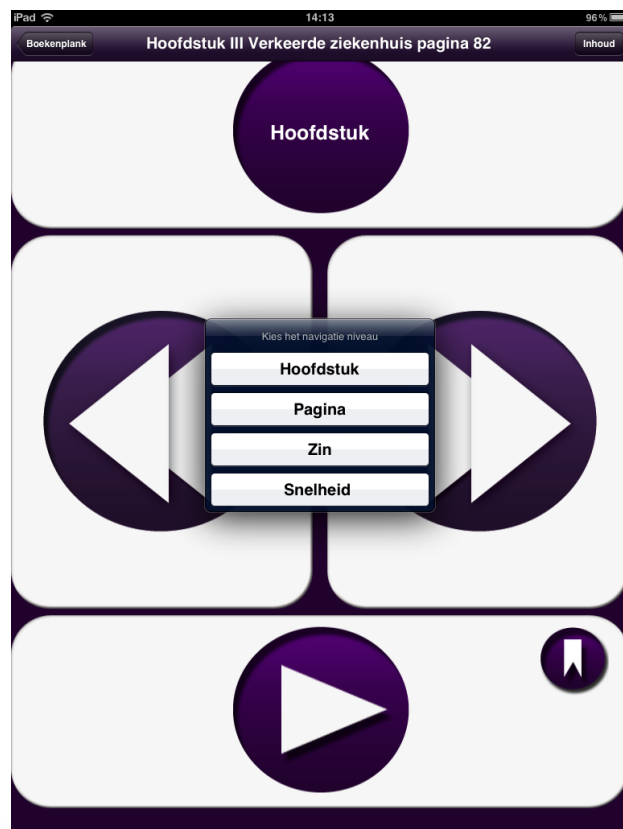 iPad 14:13 96%
Boekenplank Hoofdstuk III Verkeerde ziekenhuis pagina 82 Inhoud
Hoofdstuk
Kies het navigatie niveau
Hoofdstuk
Pagina
Zin
Snelheid